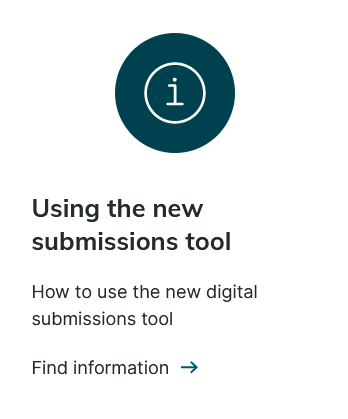 Using the new
submissions tool
How to use the new digital
submissions tool
Find information →